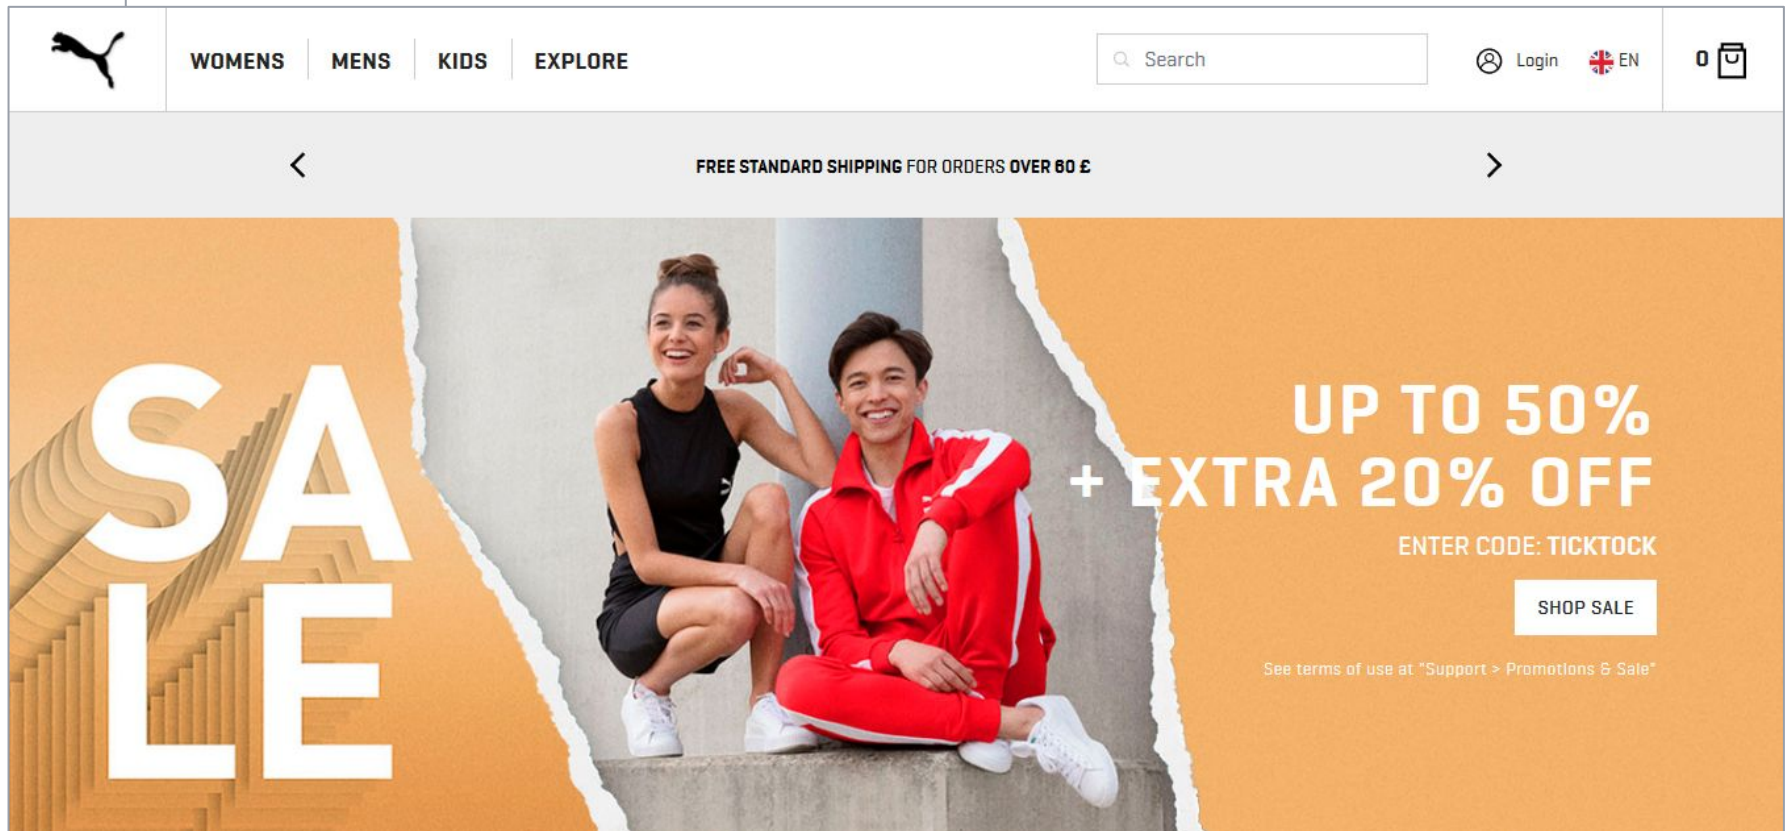 WOMENS
MENS
KIDS
EXPLORE
Search
Login
EN
0
FREE STANDARD SHIPPING FOR ORDERS OVER 60 £
SA
LE
UP TO 50%
+ EXTRA 20% OFF
ENTER CODE: TICKTOCK
SHOP SALE
See terms of use at "Support > Promotions & Sale"